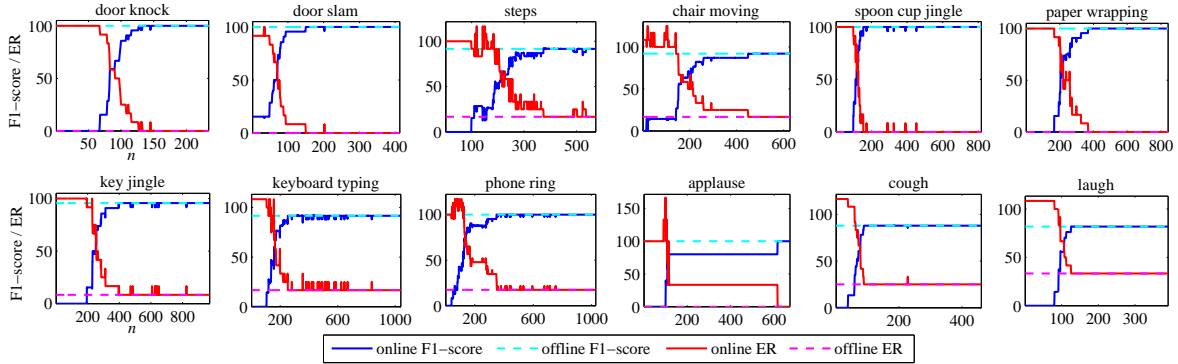 door knock
door slam
steps
chair moving
spoon cup jingle
paper wrapping
F1−score / ER
100
50
0
50 100 150 200
n
100
50
0
100 200 300 400
100
50
0
100 200 300 400 500
100
50
0
200 400 600
100
50
0
200 400 600 800
100
50
0
200 400 600 800
key jingle
keyboard typing
phone ring
applause
cough
laugh
F1−score / ER
100
50
0
200 400 600 800
n
100
50
0
200 600 1000
100
50
0
200 600 1000
150
100
50
0
200 400 600
100
50
0
200 400
100
50
0
100 200 300
online F1−score offline F1−score online ER offline ER